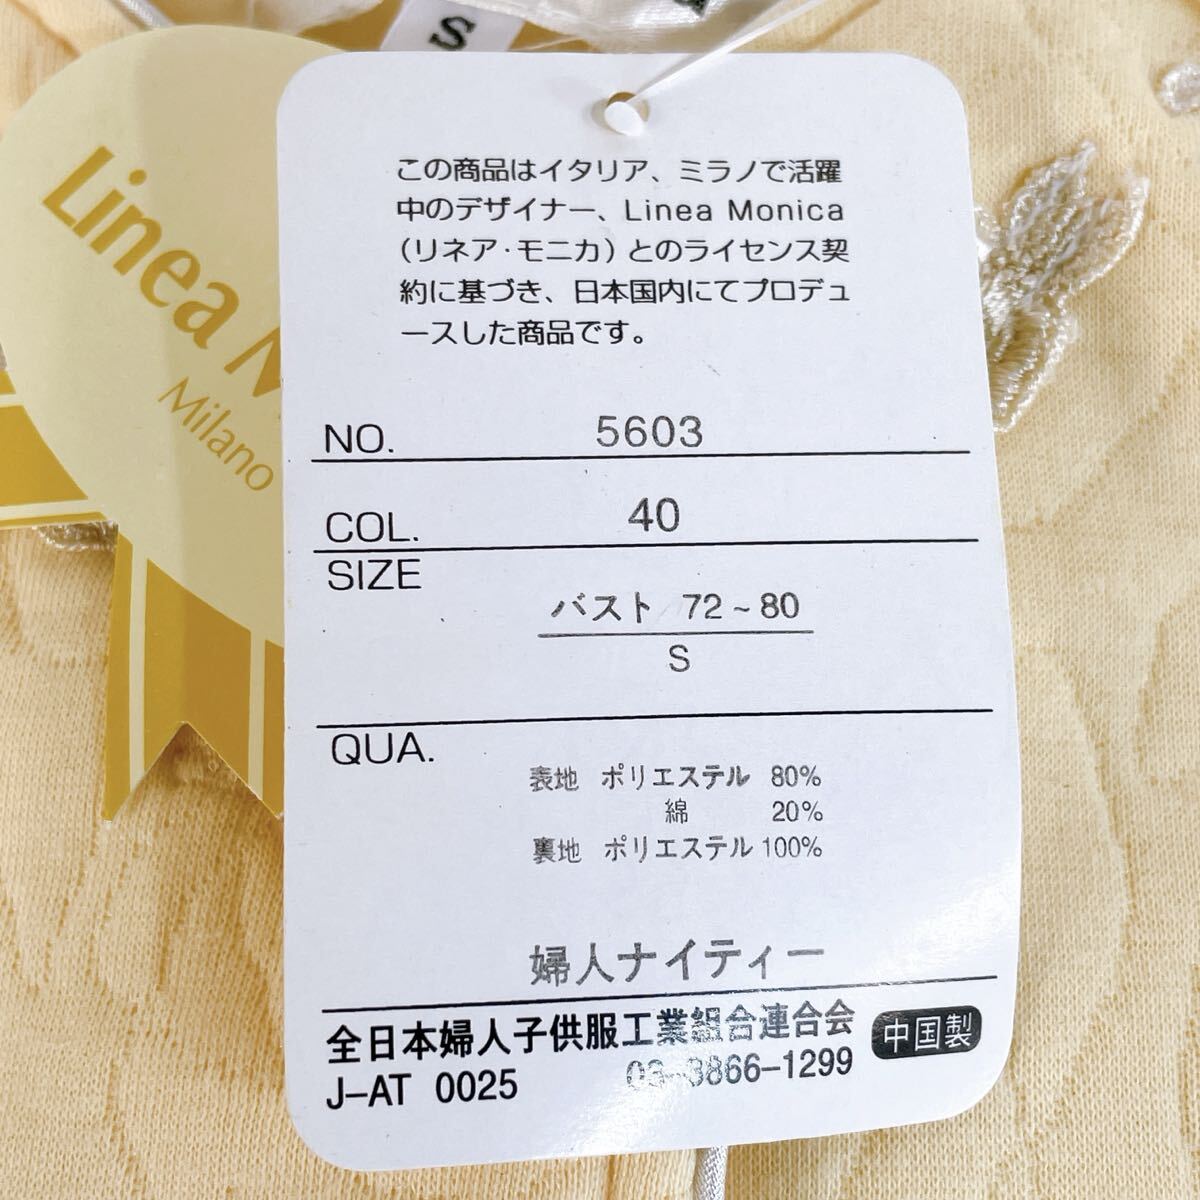 S
Linea M
Milano
この商品はイタリア、ミラノで活躍
中のデザイナー、Linea Monica
(リネア・モニカ)とのライセンス契
約に基づき、日本国内にてプロデュ
ースした商品です。
NO. 5603
COL. 40
SIZE
バスト 72~80
S
QUA.
表地 ポリエステル 80%
綿 20%
裏地 ポリエステル 100%
婦人ナイティー
全日本婦人子供服工業組合連合会
J-AT 0025 03-3866-1299
中国製